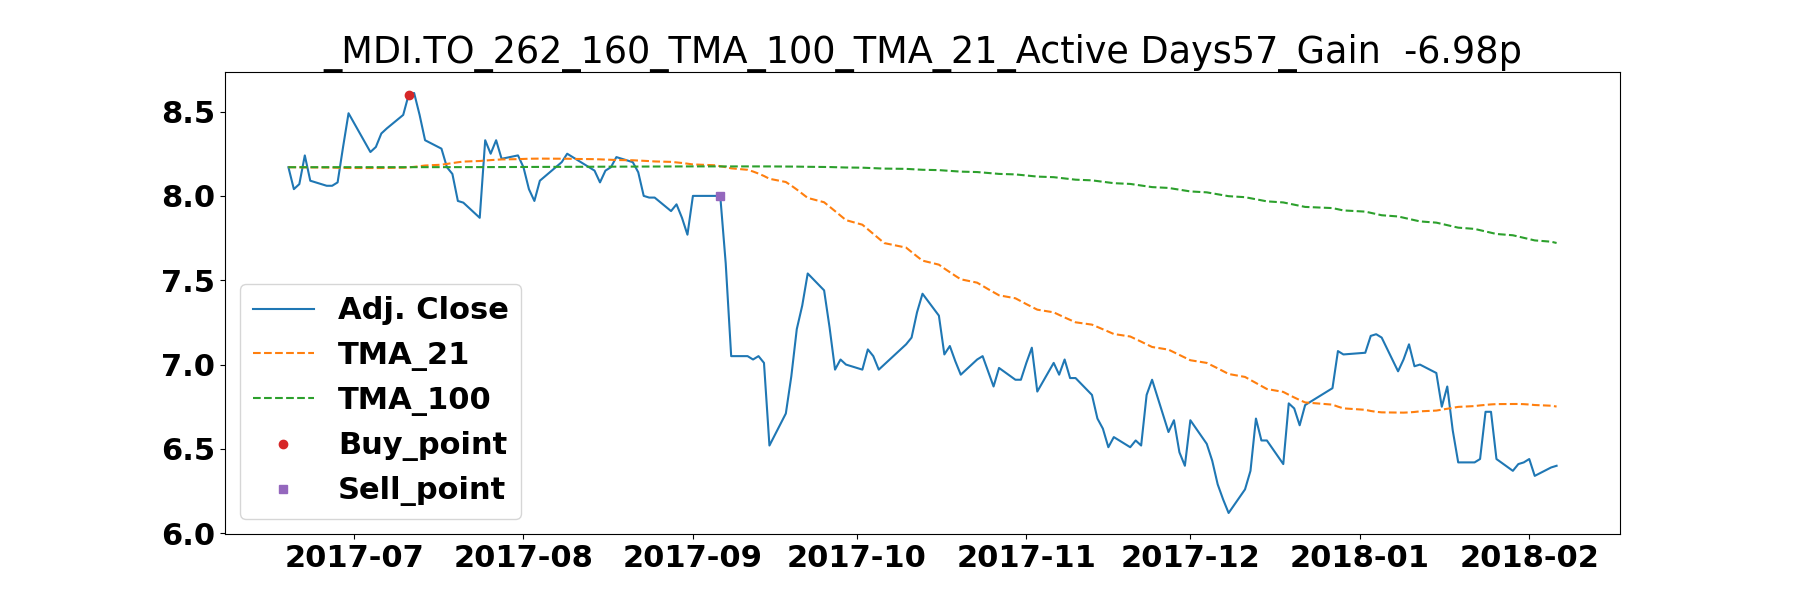 _MDI.TO_262_160_TMA_100_TMA_21_Active Days57_Gain  -6.98p
8.5
8.0
7.5
7.0
6.5
6.0
Adj. Close
TMA_21
TMA_100
Buy_point
Sell_point
2017-07 2017-08 2017-09 2017-10 2017-11 2017-12 2018-01 2018-02